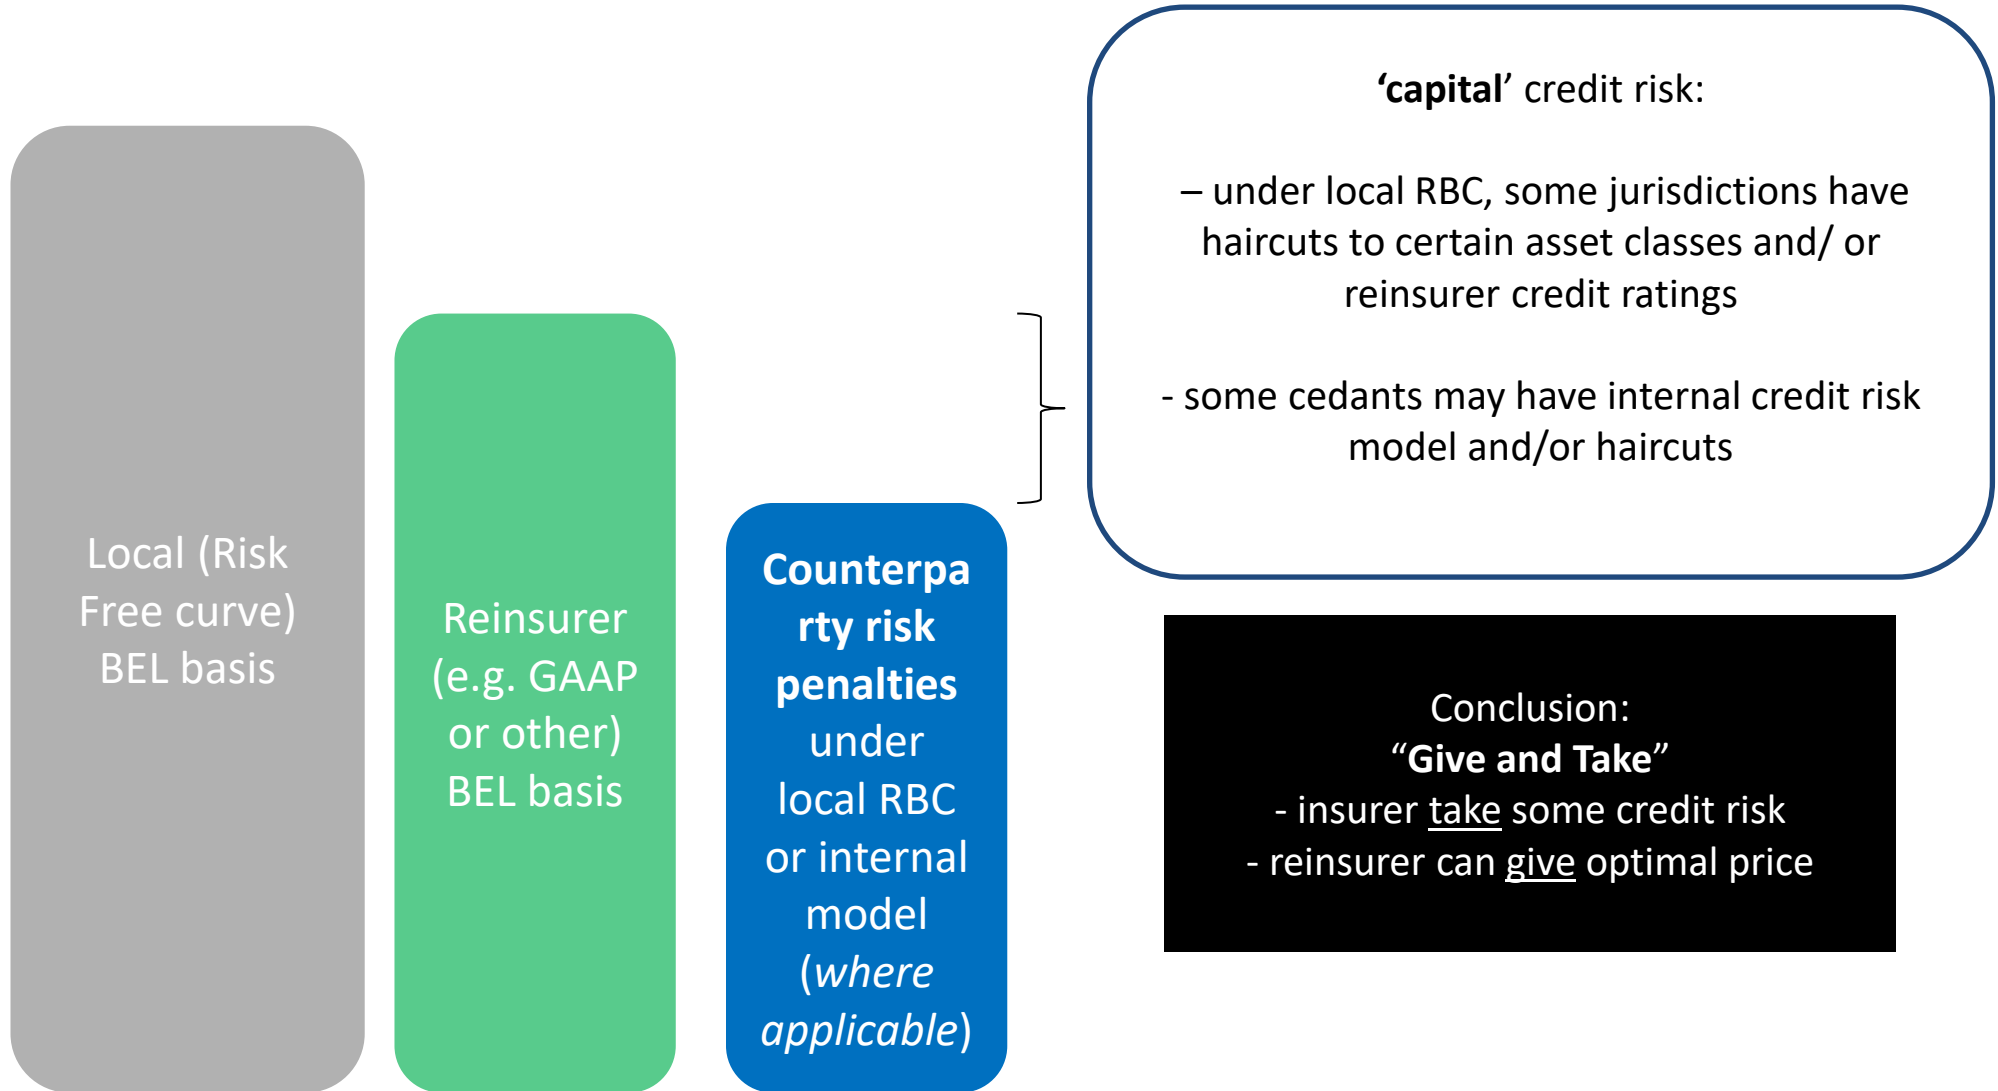 Local (Risk
Free curve)
BEL basis
Reinsurer
(e.g. GAAP
or other)
BEL basis
Counterpa
rty risk
penalties
under
local RBC
or internal
model
(where
applicable)
‘capital’ credit risk:
– under local RBC, some jurisdictions have
haircuts to certain asset classes and/ or
reinsurer credit ratings
- some cedants may have internal credit risk
model and/or haircuts
Conclusion:
“Give and Take”
- insurer take some credit risk
- reinsurer can give optimal price